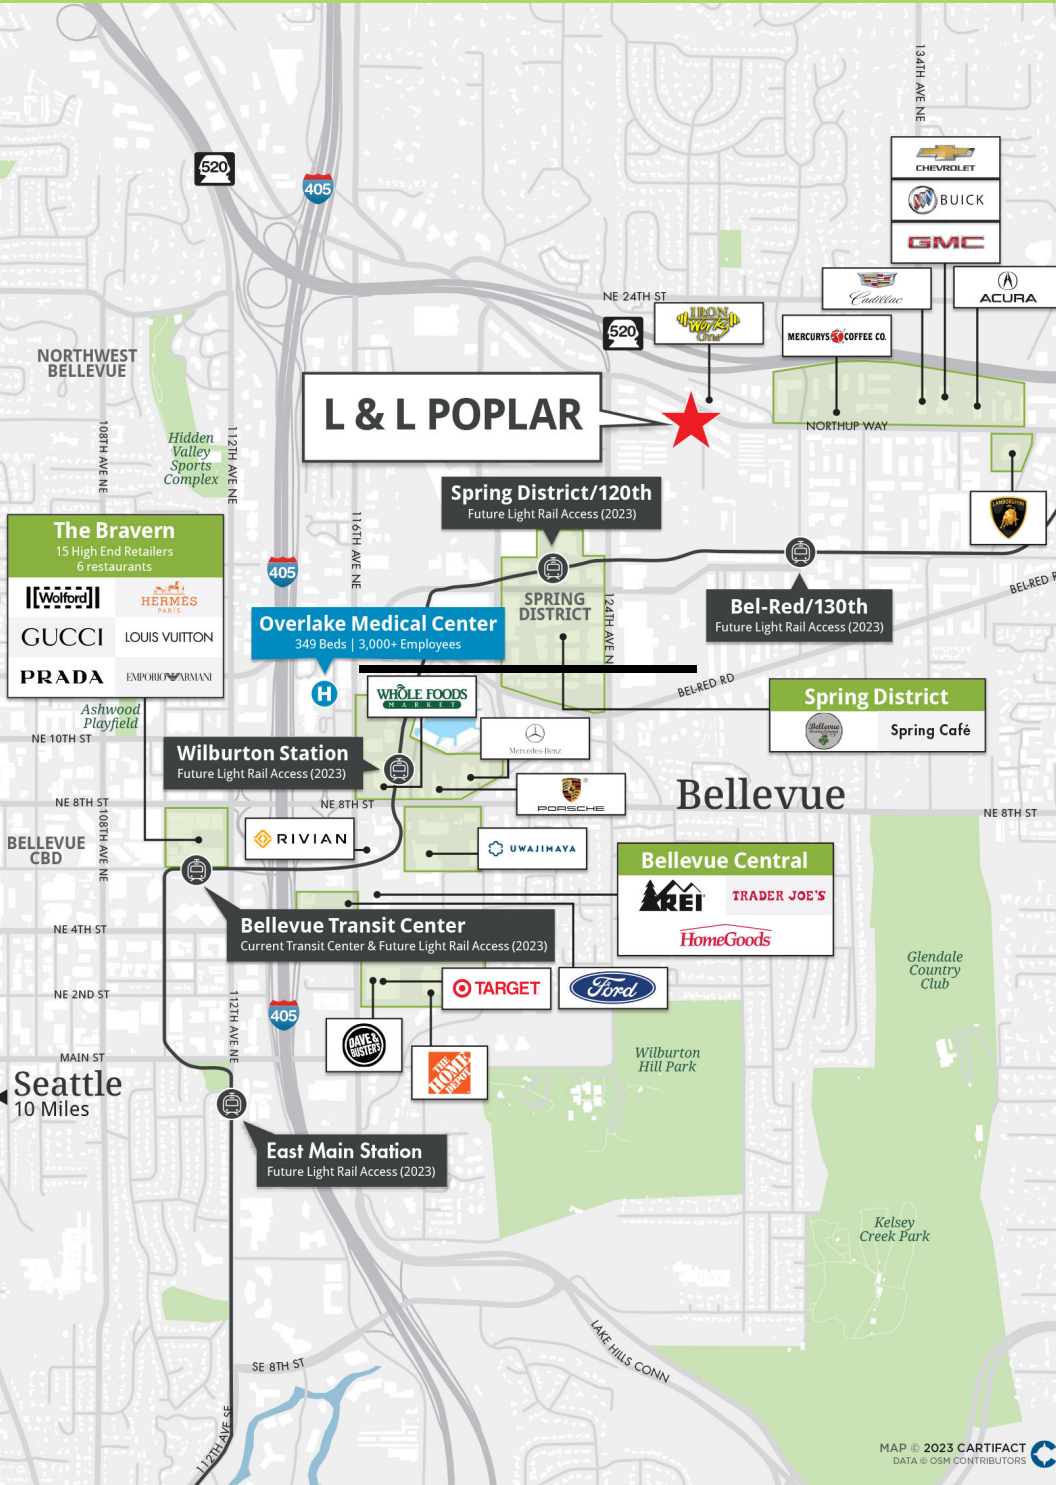 134TH AVE NE
520
405
CHEVROLET
BUICK
GMC
Cadillac
ACURA
NE 24TH ST
520
IRON
Works
Gym
MERCURYS COFFEE CO.
NORTHWEST
BELLEVUE
L & L POPLAR
NORTHUP WAY
108TH AVE NE
Hidden
Valley
Sports
Complex
112TH AVE NE
LAMBORGHINI
Spring District/120th
Future Light Rail Access (2023)
116TH AVE NE
The Bravern
15 High End Retailers
6 restaurants
Wolford
HERMÈS
PARIS
GUCCI
LOUIS VUITTON
PRADA
EMPORIO ARMANI
405
BEL-RED R
SPRING
DISTRICT
124TH AVE N
Bel-Red/130th
Future Light Rail Access (2023)
Overlake Medical Center
349 Beds | 3,000+ Employees
H
WHOLE FOODS
MARKET
BEL-RED RD
Spring District
Bellevue
Spring Café
Ashwood
Playfield
NE 10TH ST
Wilburton Station
Future Light Rail Access (2023)
Mercedes-Benz
PORSCHE
Bellevue
NE 8TH ST
NE 8TH ST
NE 8TH ST
BELLEVUE
CBD
108TH AVE NE
RIVIAN
UWAJIMAYA
Bellevue Central
REI
TRADER JOE'S
HomeGoods
Bellevue Transit Center
Current Transit Center & Future Light Rail Access (2023)
NE 4TH ST
Glendale
Country
Club
TARGET
Ford
NE 2ND ST
112TH AVE NE
405
DAVE &
BUSTER'S
THE
HOME
DEPOT
Wilburton
Hill Park
MAIN ST
Seattle
10 Miles
East Main Station
Future Light Rail Access (2023)
Kelsey
Creek Park
LAKE HILLS CONN
SE 8TH ST
112TH AVE SE
MAP © 2023 CARTIFACT
DATA © OSM CONTRIBUTORS